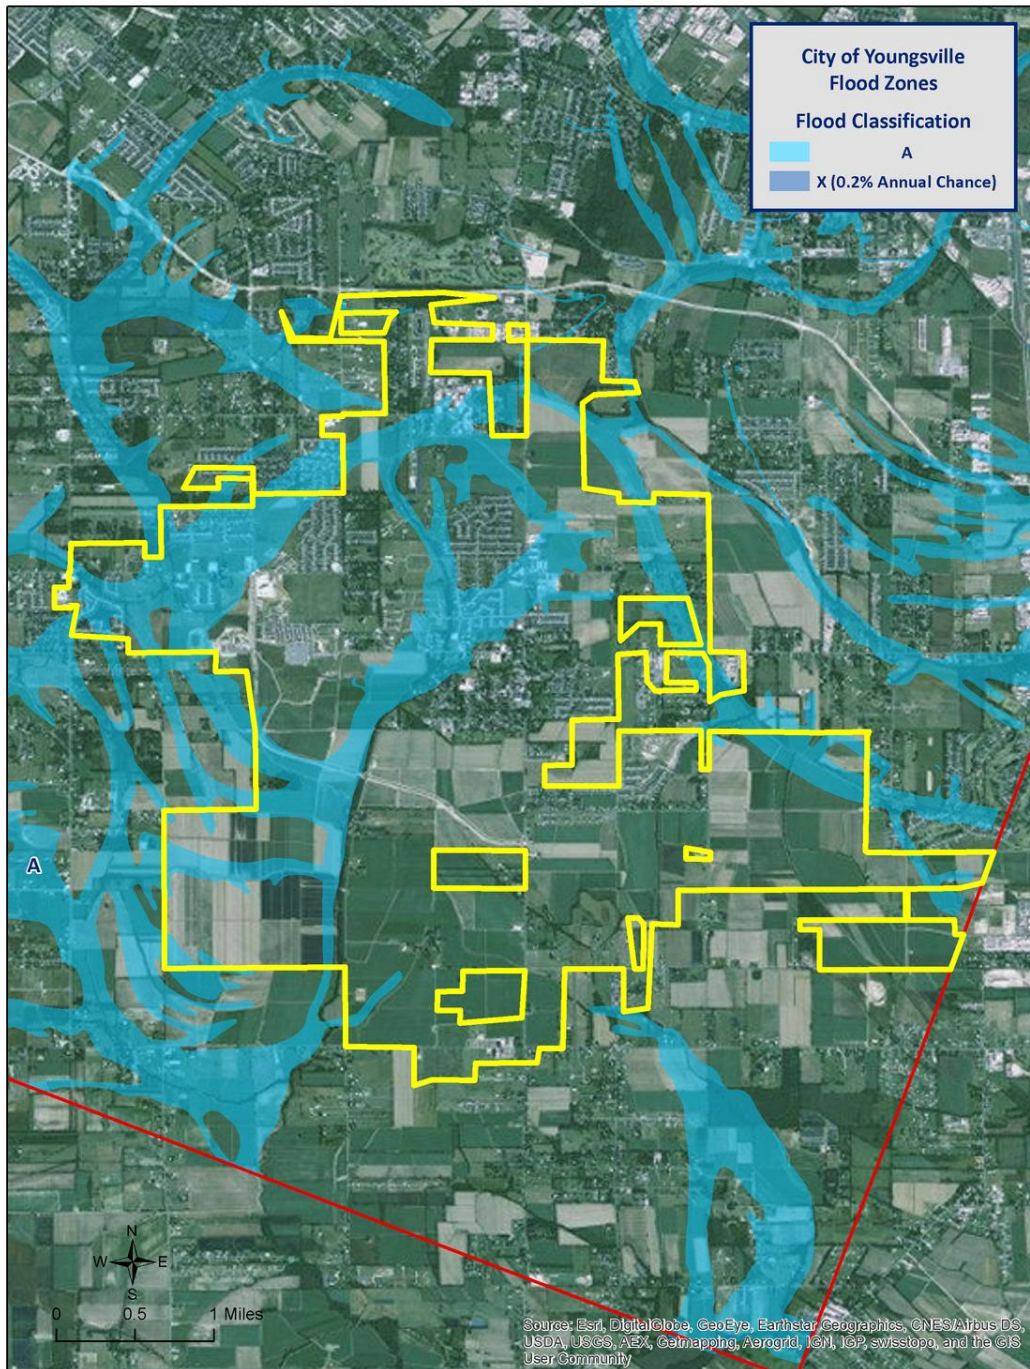 City of Youngsville
Flood Zones
Flood Classification
A
X (0.2% Annual Chance)
A
N
W E
S
0 0.5 1 Miles
Source: Esri, DigitalGlobe, GeoEye, Earthstar Geographics, CNES/Airbus DS,
USDA, USGS, AEX, Getmapping, Aerogrid, IGN, IGP, swisstopo, and the GIS
User Community